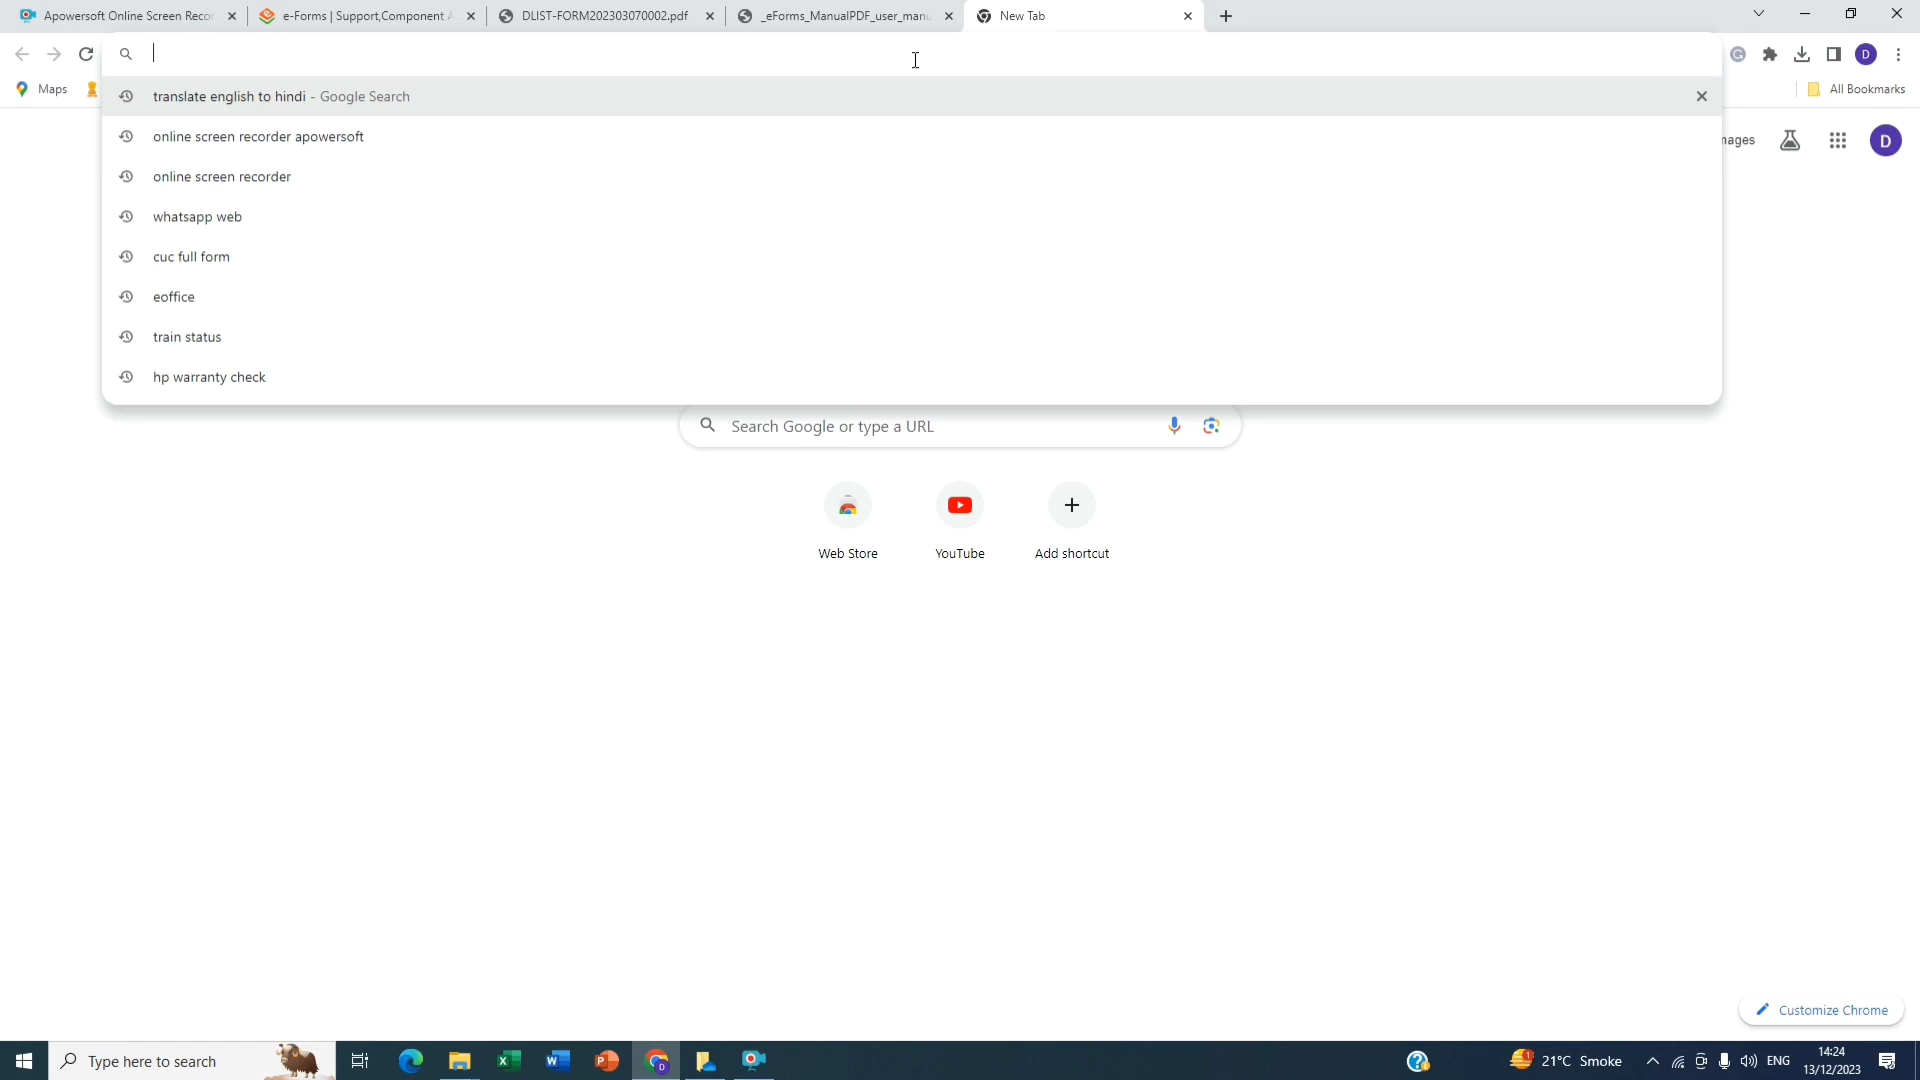 Apowersoft Online Screen Recor
e-Forms | Support,Component A
DLIST-FORM202303070002.pdf
_eForms_ManualPDF_user_manu
New Tab
D
Maps
All Bookmarks
translate english to hindi - Google Search
online screen recorder apowersoft
online screen recorder
whatsapp web
cuc full form
eoffice
train status
hp warranty check
mages
D
Search Google or type a URL
Web Store
YouTube
Add shortcut
Customize Chrome
Type here to search
21°C Smoke
ENG
14:24
13/12/2023